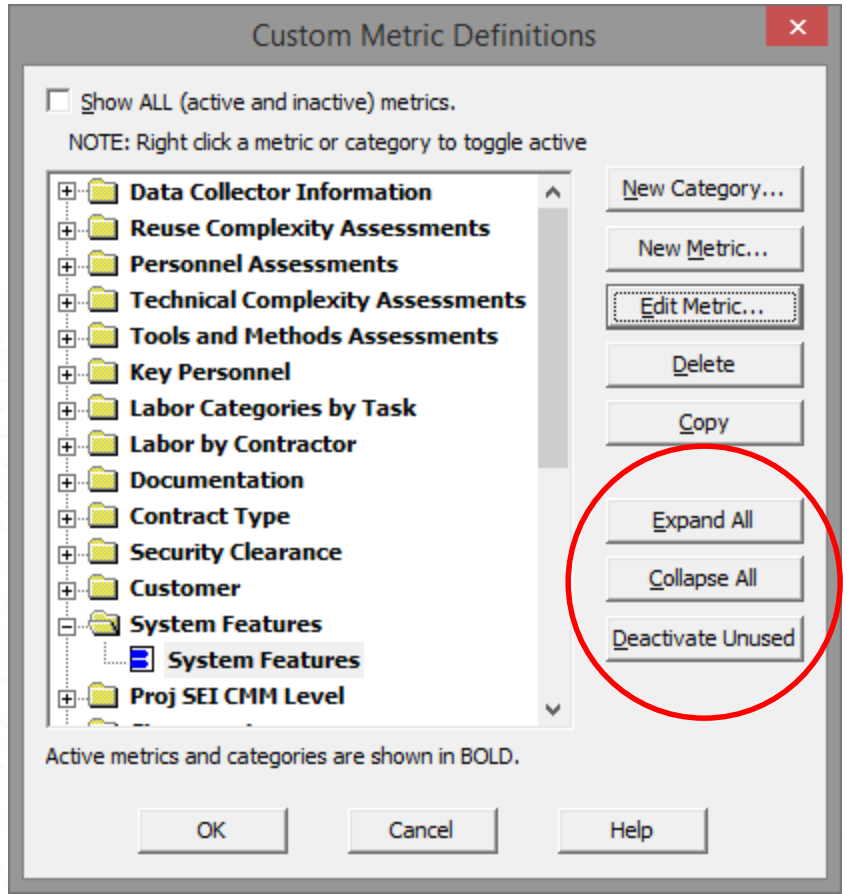 Custom Metric Definitions
Show ALL (active and inactive) metrics.
NOTE: Right click a metric or category to toggle active
Data Collector Information
Reuse Complexity Assessments
Personnel Assessments
Technical Complexity Assessments
Tools and Methods Assessments
Key Personnel
Labor Categories by Task
Labor by Contractor
Documentation
Contract Type
Security Clearance
Customer
System Features
System Features
Proj SEI CMM Level
New Category...
New Metric...
Edit Metric...
Delete
Copy
Expand All
Collapse All
Deactivate Unused
Active metrics and categories are shown in BOLD.
OK
Cancel
Help